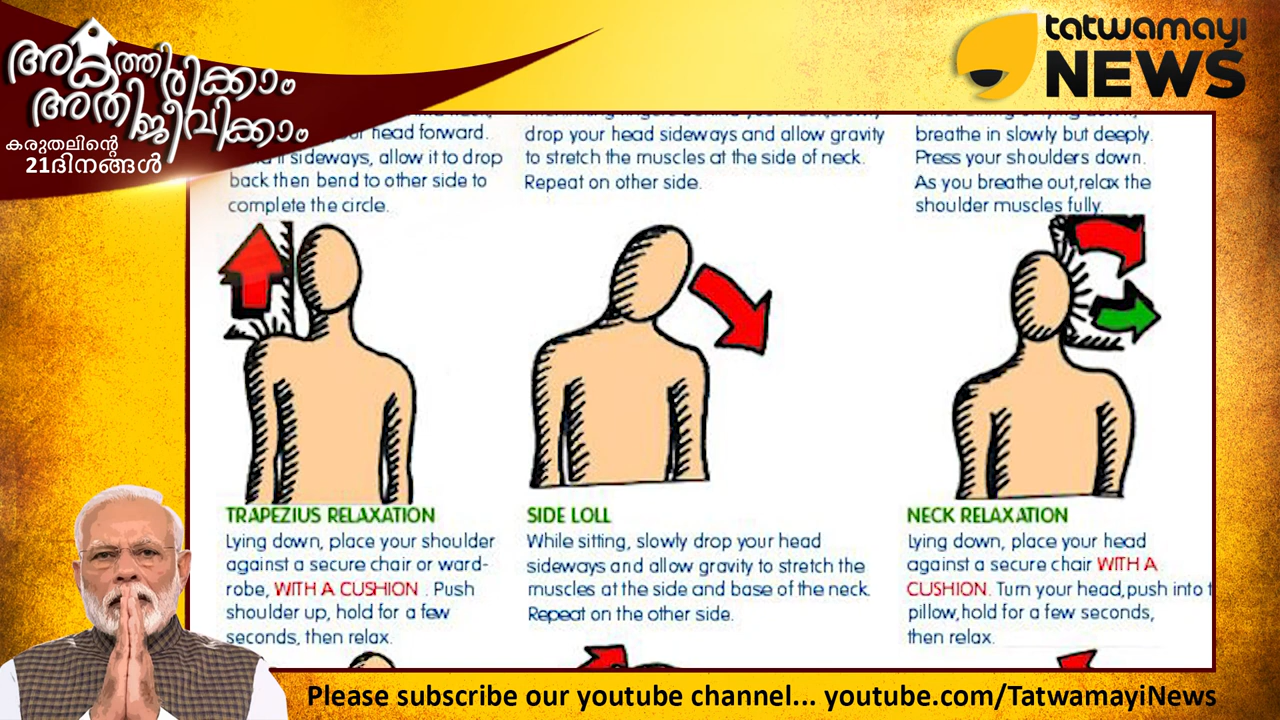 അകത്തിരിക്കാം
അതിജീവിക്കാം
കരുതലിന്റെ
21ദിനങ്ങൾ
tatwamayi
NEWS
head forward.
sideways, allow it to drop
back then bend to other side to
complete the circle.
drop your head sideways and allow gravity
to stretch the muscles at the side of neck.
Repeat on other side.
breathe in slowly but deeply.
Press your shoulders down.
As you breathe out,relax the
shoulder muscles fully.
TRAPEZIUS RELAXATION
Lying down, place your shoulder
against a secure chair or ward-
robe, WITH A CUSHION . Push
shoulder up, hold for a few
seconds, then relax.
SIDE LOLL
While sitting, slowly drop your head
sideways and allow gravity to stretch the
muscles at the side and base of the neck.
Repeat on the other side.
NECK RELAXATION
Lying down, place your head
against a secure chair WITH A
CUSHION. Turn your head,push into
pillow,hold for a few seconds,
then relax.
Please subscribe our youtube channel... youtube.com/TatwamayiNews